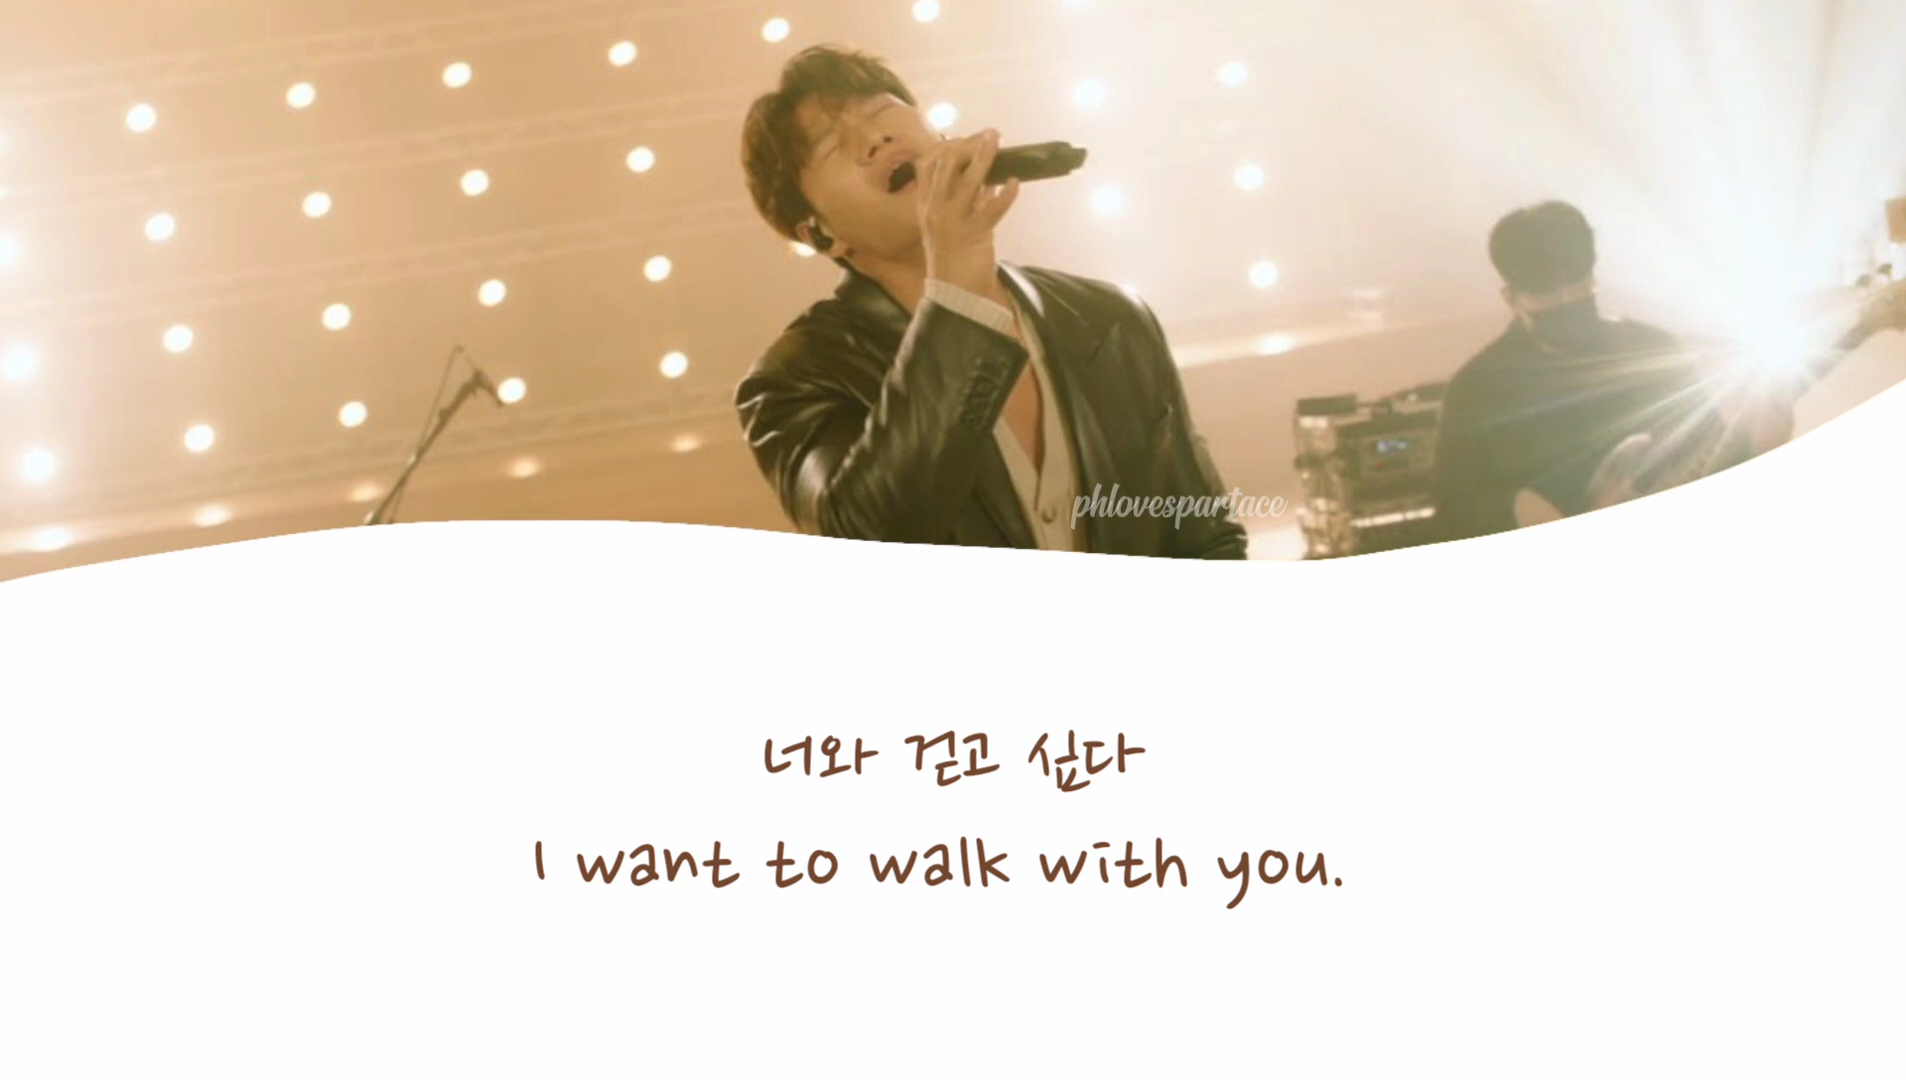 phlovespartace
너와 걷고 싶다
I want to walk with you.